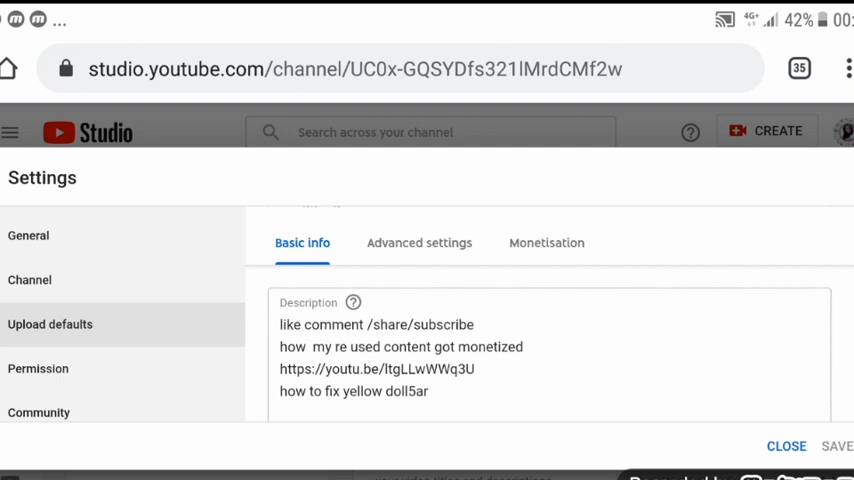 ... 4G+ 42% 00:
studio.youtube.com/channel/UC0x-GQSYDfs321lMrdCMf2w 35
Studio Search across your channel CREATE
Settings
General
Basic info Advanced settings Monetisation
Channel
Description
Upload defaults
like comment /share/subscribe
how my re used content got monetized
Permission
https://youtu.be/ltgLLwWWq3U
how to fix yellow doll5ar
Community
CLOSE SAVE